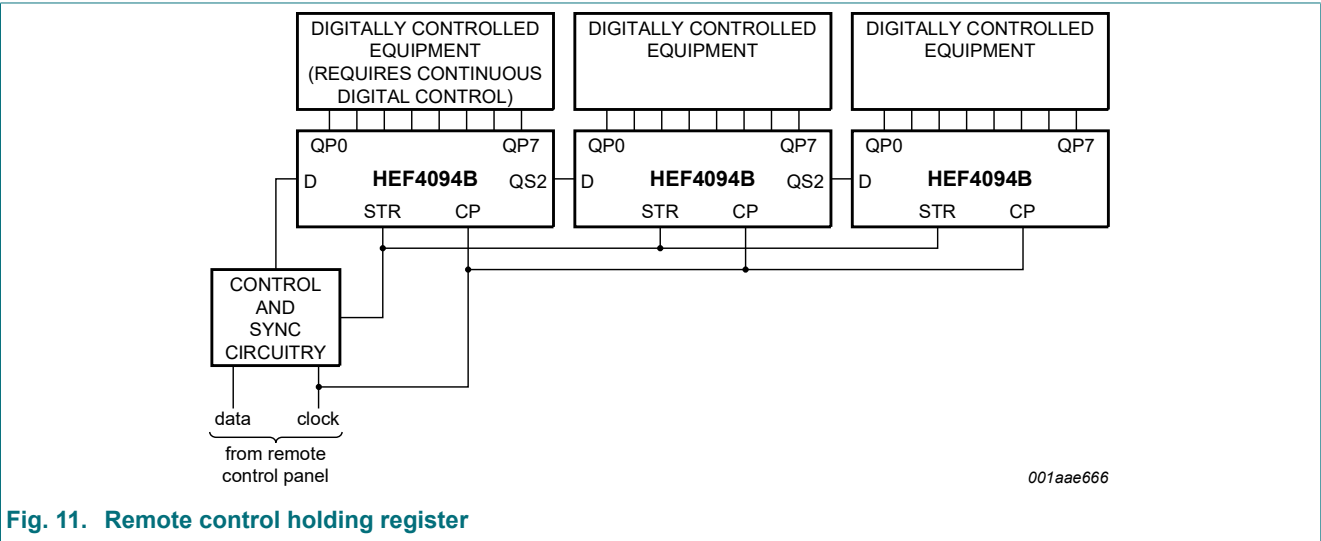 DIGITALLY CONTROLLED
EQUIPMENT
(REQUIRES CONTINUOUS
DIGITAL CONTROL)
DIGITALLY CONTROLLED
EQUIPMENT
DIGITALLY CONTROLLED
EQUIPMENT
QP0 QP7
D HEF4094B QS2
STR CP
QP0 QP7
D HEF4094B QS2
STR CP
QP0 QP7
D HEF4094B
STR CP
CONTROL
AND
SYNC
CIRCUITRY
data clock
from remote
control panel
001aae666
Fig. 11. Remote control holding register